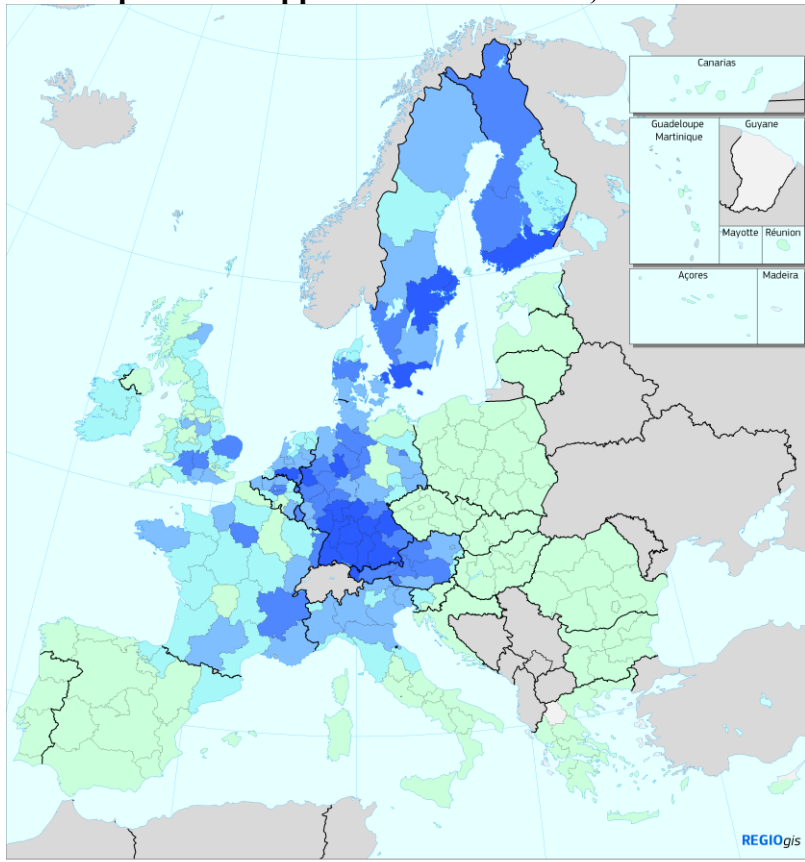 Canarias
Guadeloupe
Martinique
Guyane
Mayotte
Réunion
Açores
Madeira
REGIOgis